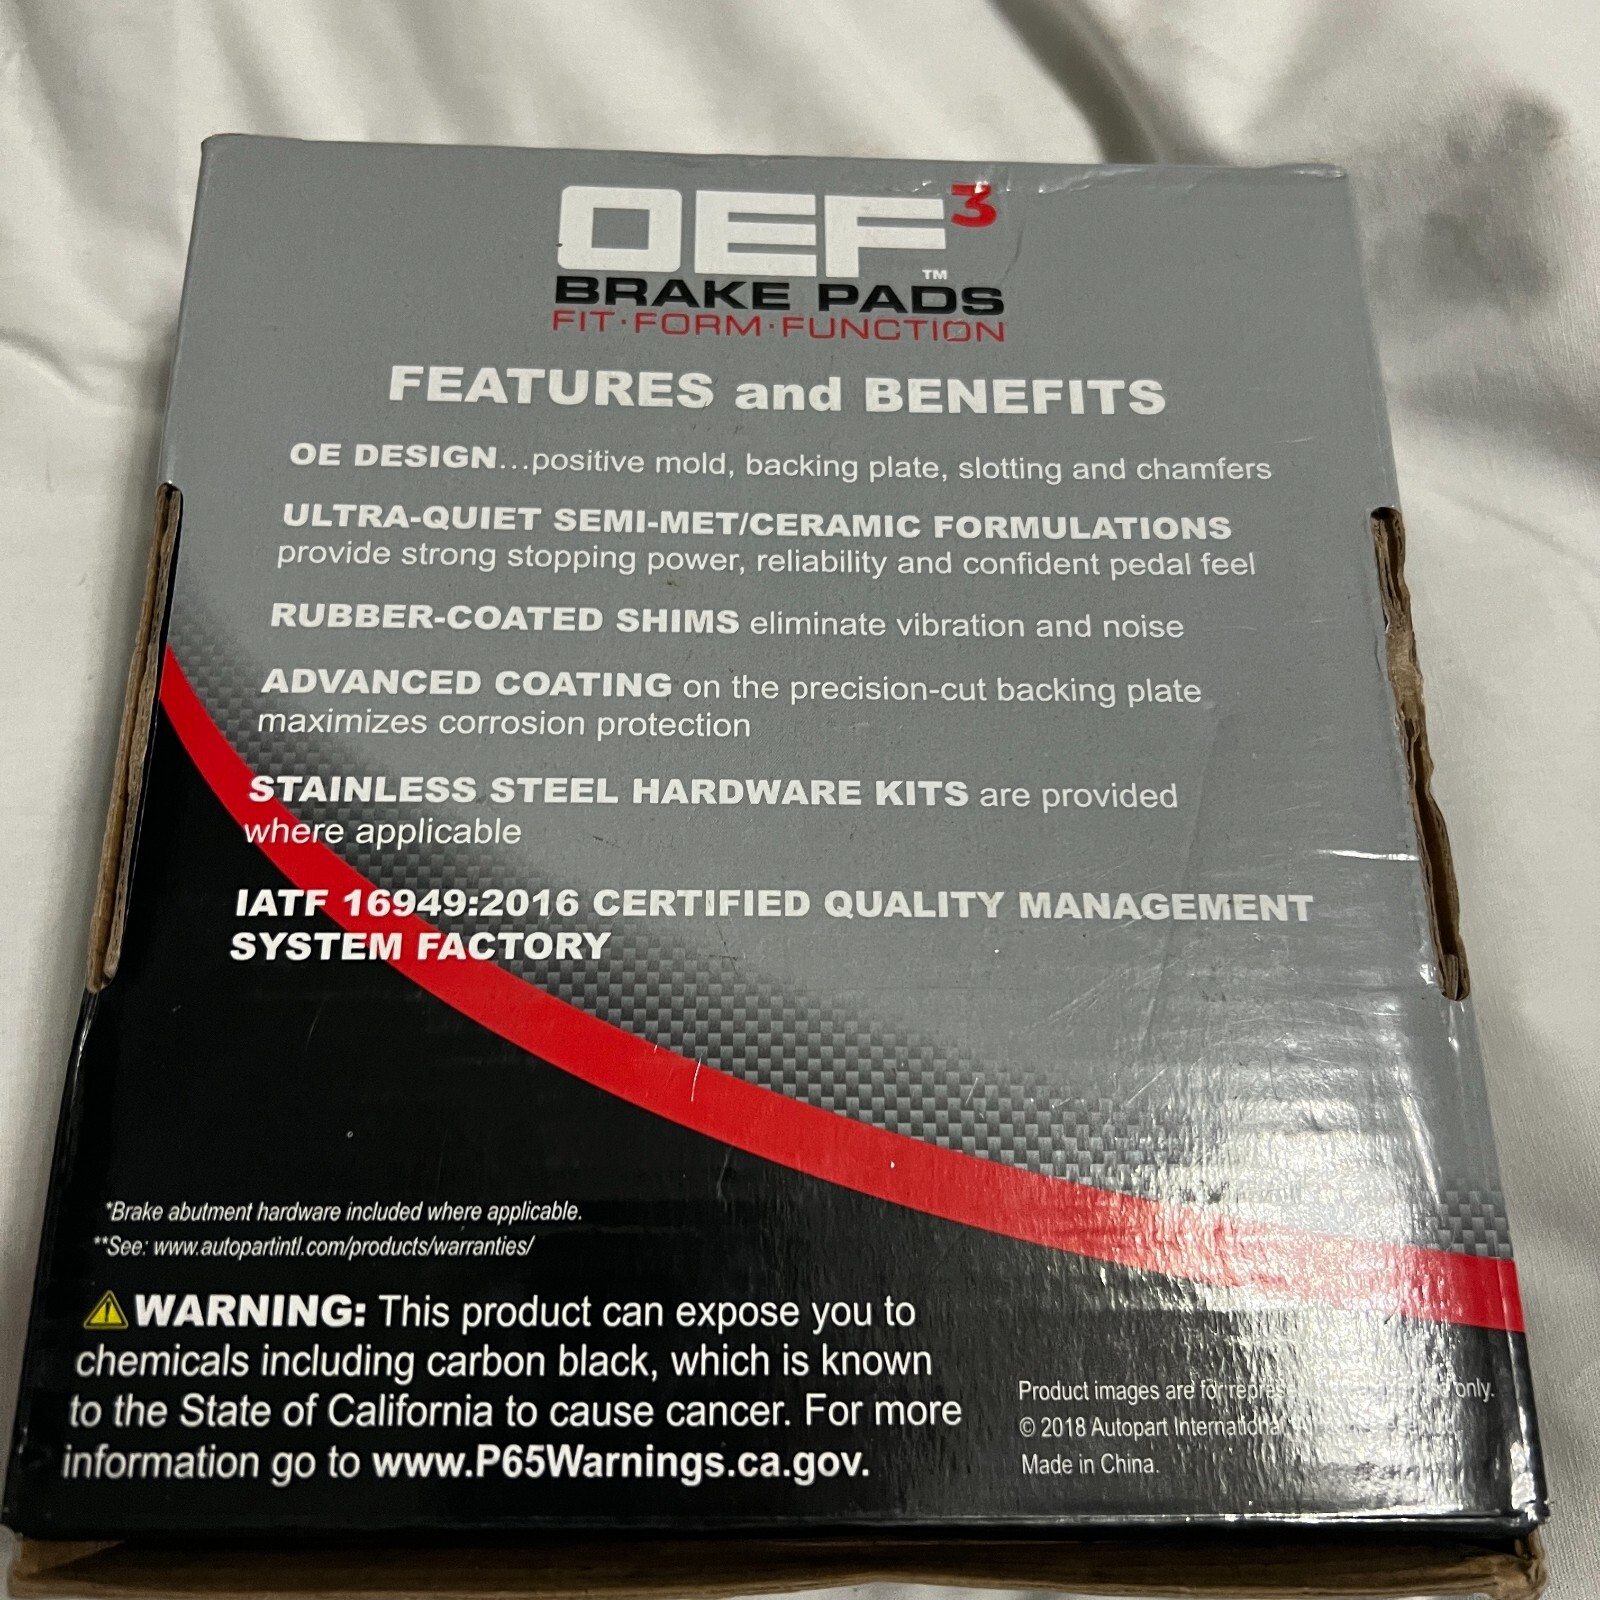 OEF³™
BRAKE PADS
FIT·FORM·FUNCTION
FEATURES and BENEFITS
OE DESIGN...positive mold, backing plate, slotting and chamfers
ULTRA-QUIET SEMI-MET/CERAMIC FORMULATIONS
provide strong stopping power, reliability and confident pedal feel
RUBBER-COATED SHIMS eliminate vibration and noise
ADVANCED COATING on the precision-cut backing plate
maximizes corrosion protection
STAINLESS STEEL HARDWARE KITS are provided
where applicable
IATF 16949:2016 CERTIFIED QUALITY MANAGEMENT
SYSTEM FACTORY
*Brake abutment hardware included where applicable.
**See: www.autopartintl.com/products/warranties/
WARNING: This product can expose you to
chemicals including carbon black, which is known
to the State of California to cause cancer. For more
information go to www.P65Warnings.ca.gov.
Product images are for only.
© 2018 Autopart International
Made in China.